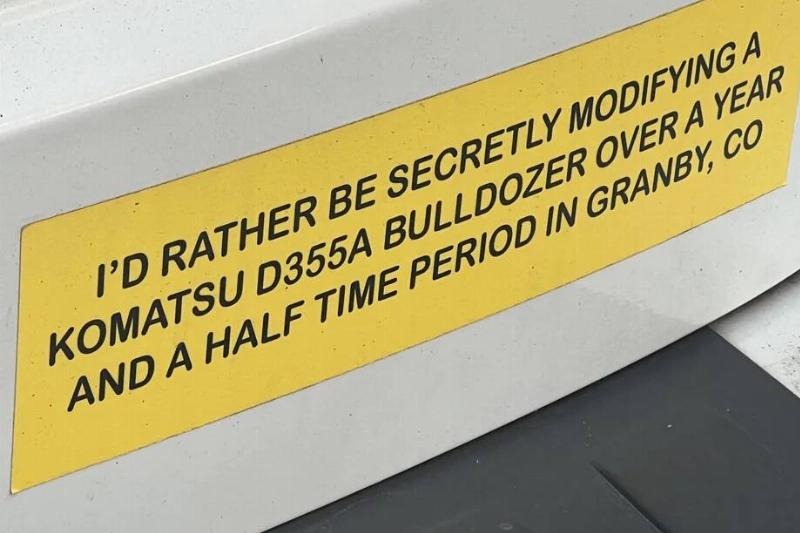 I'D RATHER BE SECRETLY MODIFYING A
KOMATSU D355A BULLDOZER OVER A YEAR
AND A HALF TIME PERIOD IN GRANBY, CO